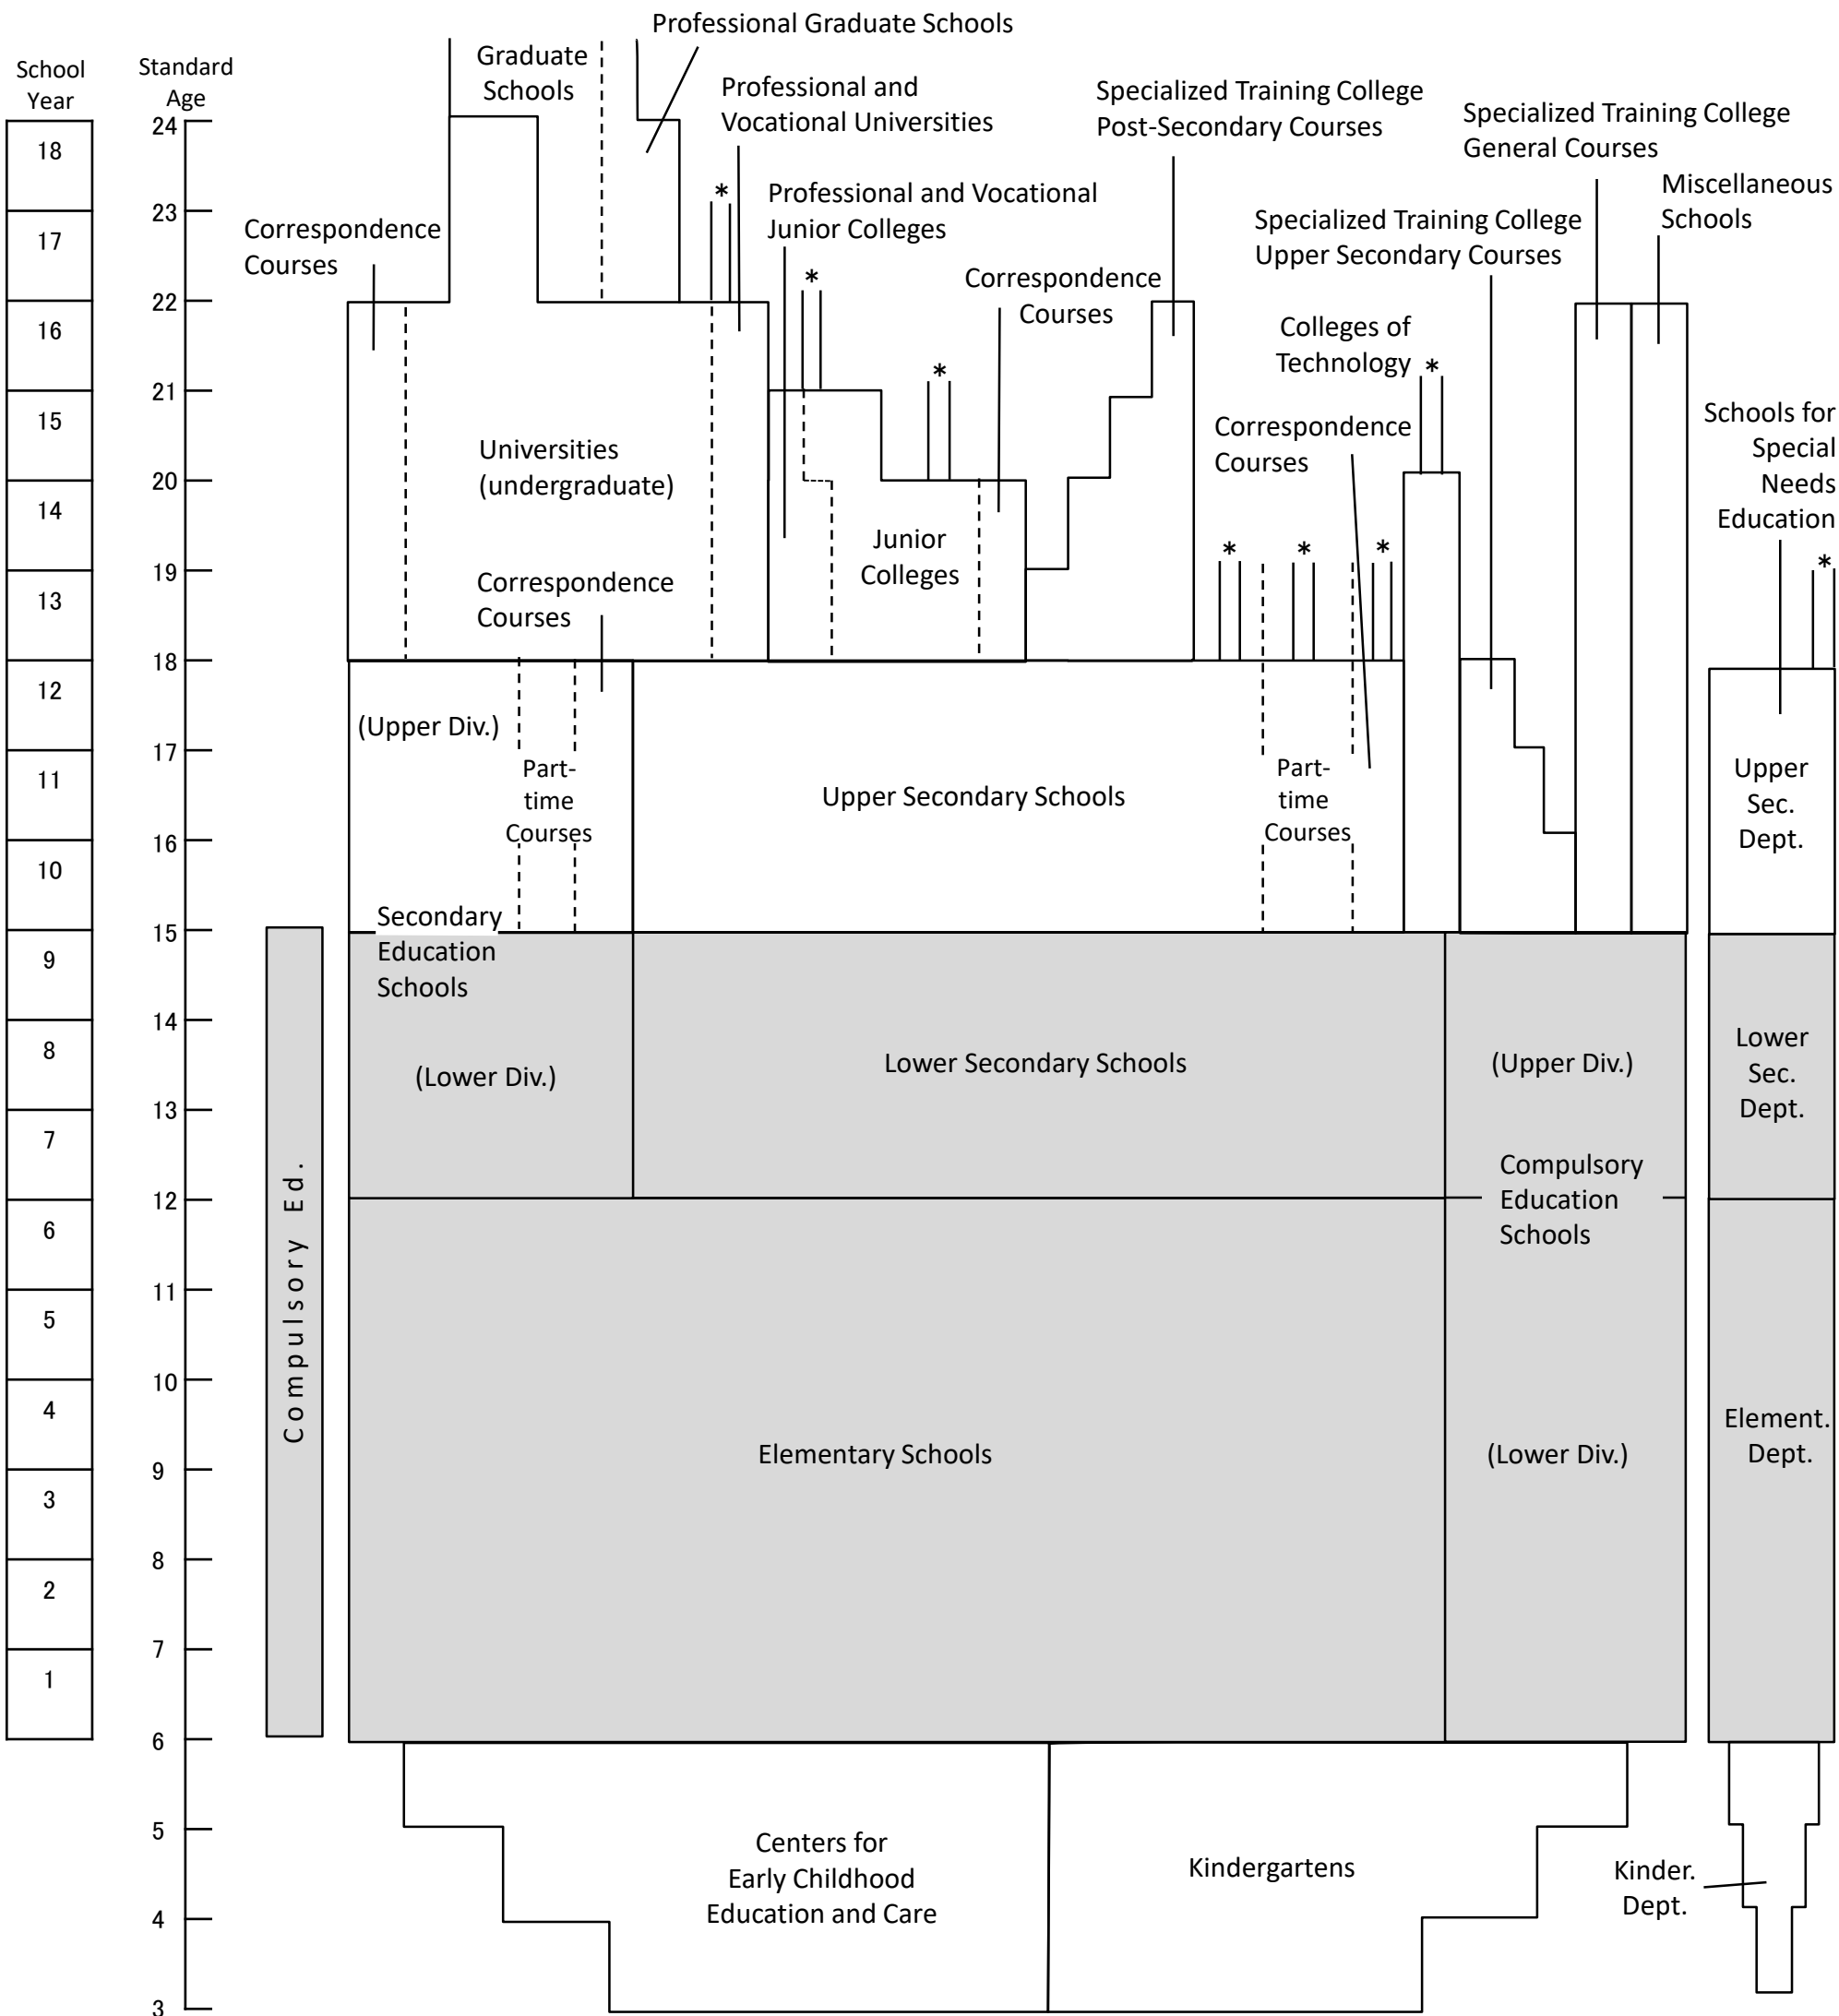 Professional Graduate Schools
School
Year
Standard
Age
Graduate
Schools
Professional and
Vocational Universities
Specialized Training College
Post-Secondary Courses
Specialized Training College
General Courses
Miscellaneous
Schools
Correspondence
Courses
*
Professional and Vocational
Junior Colleges
Specialized Training College
Upper Secondary Courses
*
Correspondence
Courses
Colleges of
Technology
*
*
Schools for
Special
Needs
Education
Correspondence
Courses
Universities
(undergraduate)
Junior
Colleges
*
*
*
*
Correspondence
Courses
(Upper Div.)
Part-
time
Courses
Upper Secondary Schools
Part-
time
Courses
Upper
Sec.
Dept.
Secondary
Education
Schools
(Lower Div.)
Lower Secondary Schools
(Upper Div.)
Lower
Sec.
Dept.
Compulsory
Education
Schools
Compulsory Ed.
Elementary Schools
(Lower Div.)
Element.
Dept.
Centers for
Early Childhood
Education and Care
Kindergartens
Kinder.
Dept.
18
17
16
15
14
13
12
11
10
9
8
7
6
5
4
3
2
1
24
23
22
21
20
19
18
17
16
15
14
13
12
11
10
9
8
7
6
5
4
3